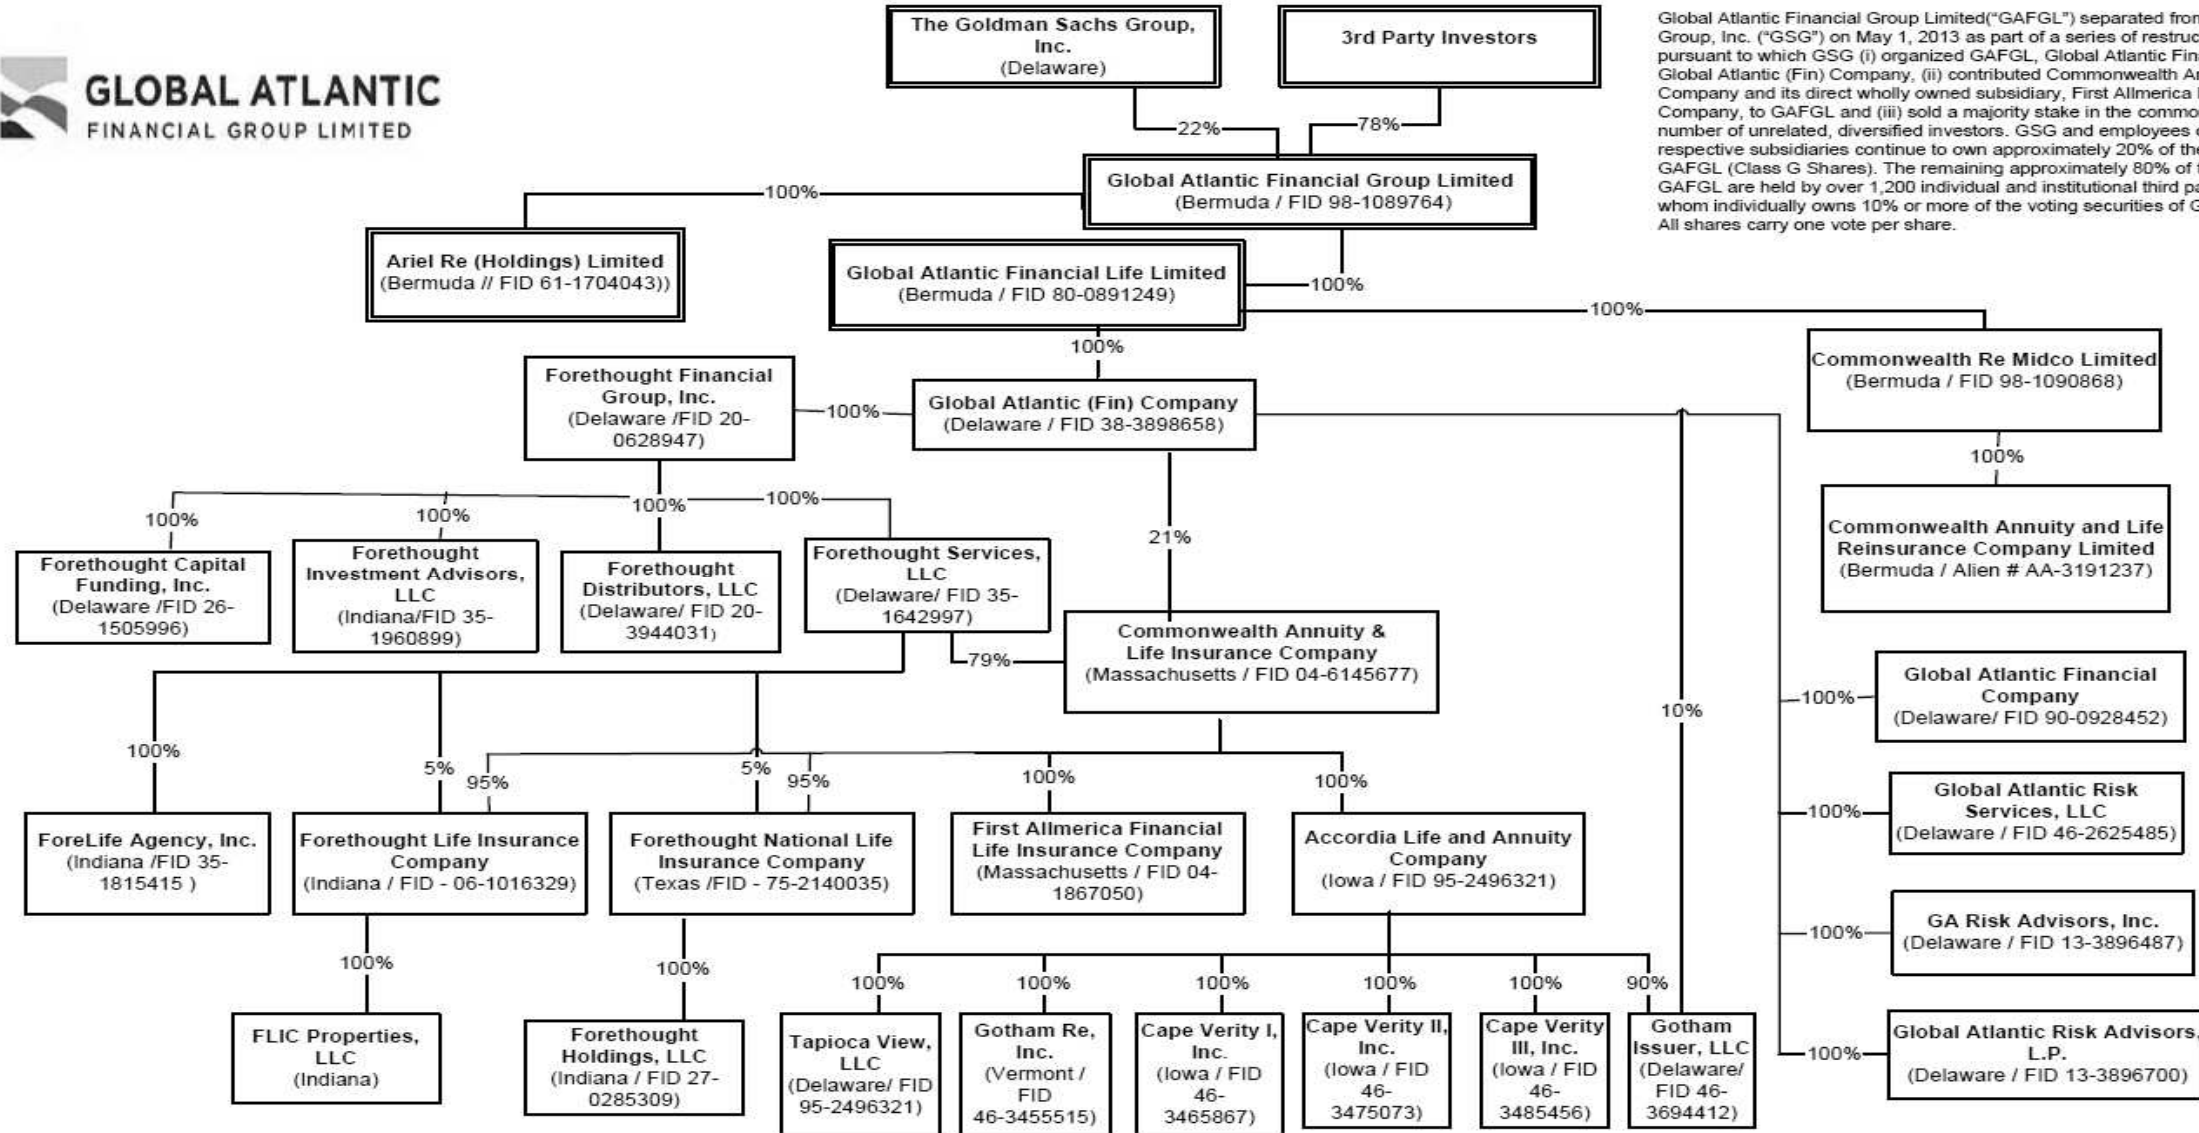 The Goldman Sachs Group,
Inc.
(Delaware)
3rd Party Investors
Global Atlantic Financial Group Limited("GAFGL") separated from
Group, Inc. ("GSG") on May 1, 2013 as part of a series of restruc
pursuant to which GSG (i) organized GAFGL, Global Atlantic Fin
Global Atlantic (Fin) Company, (ii) contributed Commonwealth An
Company and its direct wholly owned subsidiary, First Allmerica
Company, to GAFGL and (iii) sold a majority stake in the commo
number of unrelated, diversified investors. GSG and employees
respective subsidiaries continue to own approximately 20% of the
GAFGL (Class G Shares). The remaining approximately 80% of
GAFGL are held by over 1,200 individual and institutional third pa
whom individually owns 10% or more of the voting securities of G
All shares carry one vote per share.
GLOBAL ATLANTIC
FINANCIAL GROUP LIMITED
22%
78%
Global Atlantic Financial Group Limited
(Bermuda / FID 98-1089764)
100%
Ariel Re (Holdings) Limited
(Bermuda // FID 61-1704043))
Global Atlantic Financial Life Limited
(Bermuda / FID 80-0891249)
100%
100%
100%
Commonwealth Re Midco Limited
(Bermuda / FID 98-1090868)
Forethought Financial
Group, Inc.
(Delaware /FID 20-
0628947)
100%
Global Atlantic (Fin) Company
(Delaware / FID 38-3898658)
100%
Commonwealth Annuity and Life
Reinsurance Company Limited
(Bermuda / Alien # AA-3191237)
100%
100%
100%
100%
21%
Forethought Capital
Funding, Inc.
(Delaware /FID 26-
1505996)
Forethought
Investment Advisors,
LLC
(Indiana/FID 35-
1960899)
Forethought
Distributors, LLC
(Delaware/ FID 20-
3944031)
Forethought Services,
LLC
(Delaware/ FID 35-
1642997)
79%
Commonwealth Annuity &
Life Insurance Company
(Massachusetts / FID 04-6145677)
10%
100%
Global Atlantic Financial
Company
(Delaware/ FID 90-0928452)
100%
5%
95%
5%
95%
100%
100%
100%
Global Atlantic Risk
Services, LLC
(Delaware / FID 46-2625485)
ForeLife Agency, Inc.
(Indiana /FID 35-
1815415 )
Forethought Life Insurance
Company
(Indiana / FID - 06-1016329)
Forethought National Life
Insurance Company
(Texas /FID - 75-2140035)
First Allmerica Financial
Life Insurance Company
(Massachusetts / FID 04-
1867050)
Accordia Life and Annuity
Company
(Iowa / FID 95-2496321)
100%
GA Risk Advisors, Inc.
(Delaware / FID 13-3896487)
100%
100%
100%
100%
100%
100%
100%
90%
FLIC Properties,
LLC
(Indiana)
Forethought
Holdings, LLC
(Indiana / FID 27-
0285309)
Tapioca View,
LLC
(Delaware/ FID
95-2496321)
Gotham Re,
Inc.
(Vermont /
FID
46-3455515)
Cape Verity I,
Inc.
(Iowa / FID
46-
3465867)
Cape Verity II,
Inc.
(Iowa / FID
46-
3475073)
Cape Verity
III, Inc.
(Iowa / FID
46-
3485456)
Gotham
Issuer, LLC
(Delaware/
FID 46-
3694412)
100%
Global Atlantic Risk Advisors,
L.P.
(Delaware / FID 13-3896700)